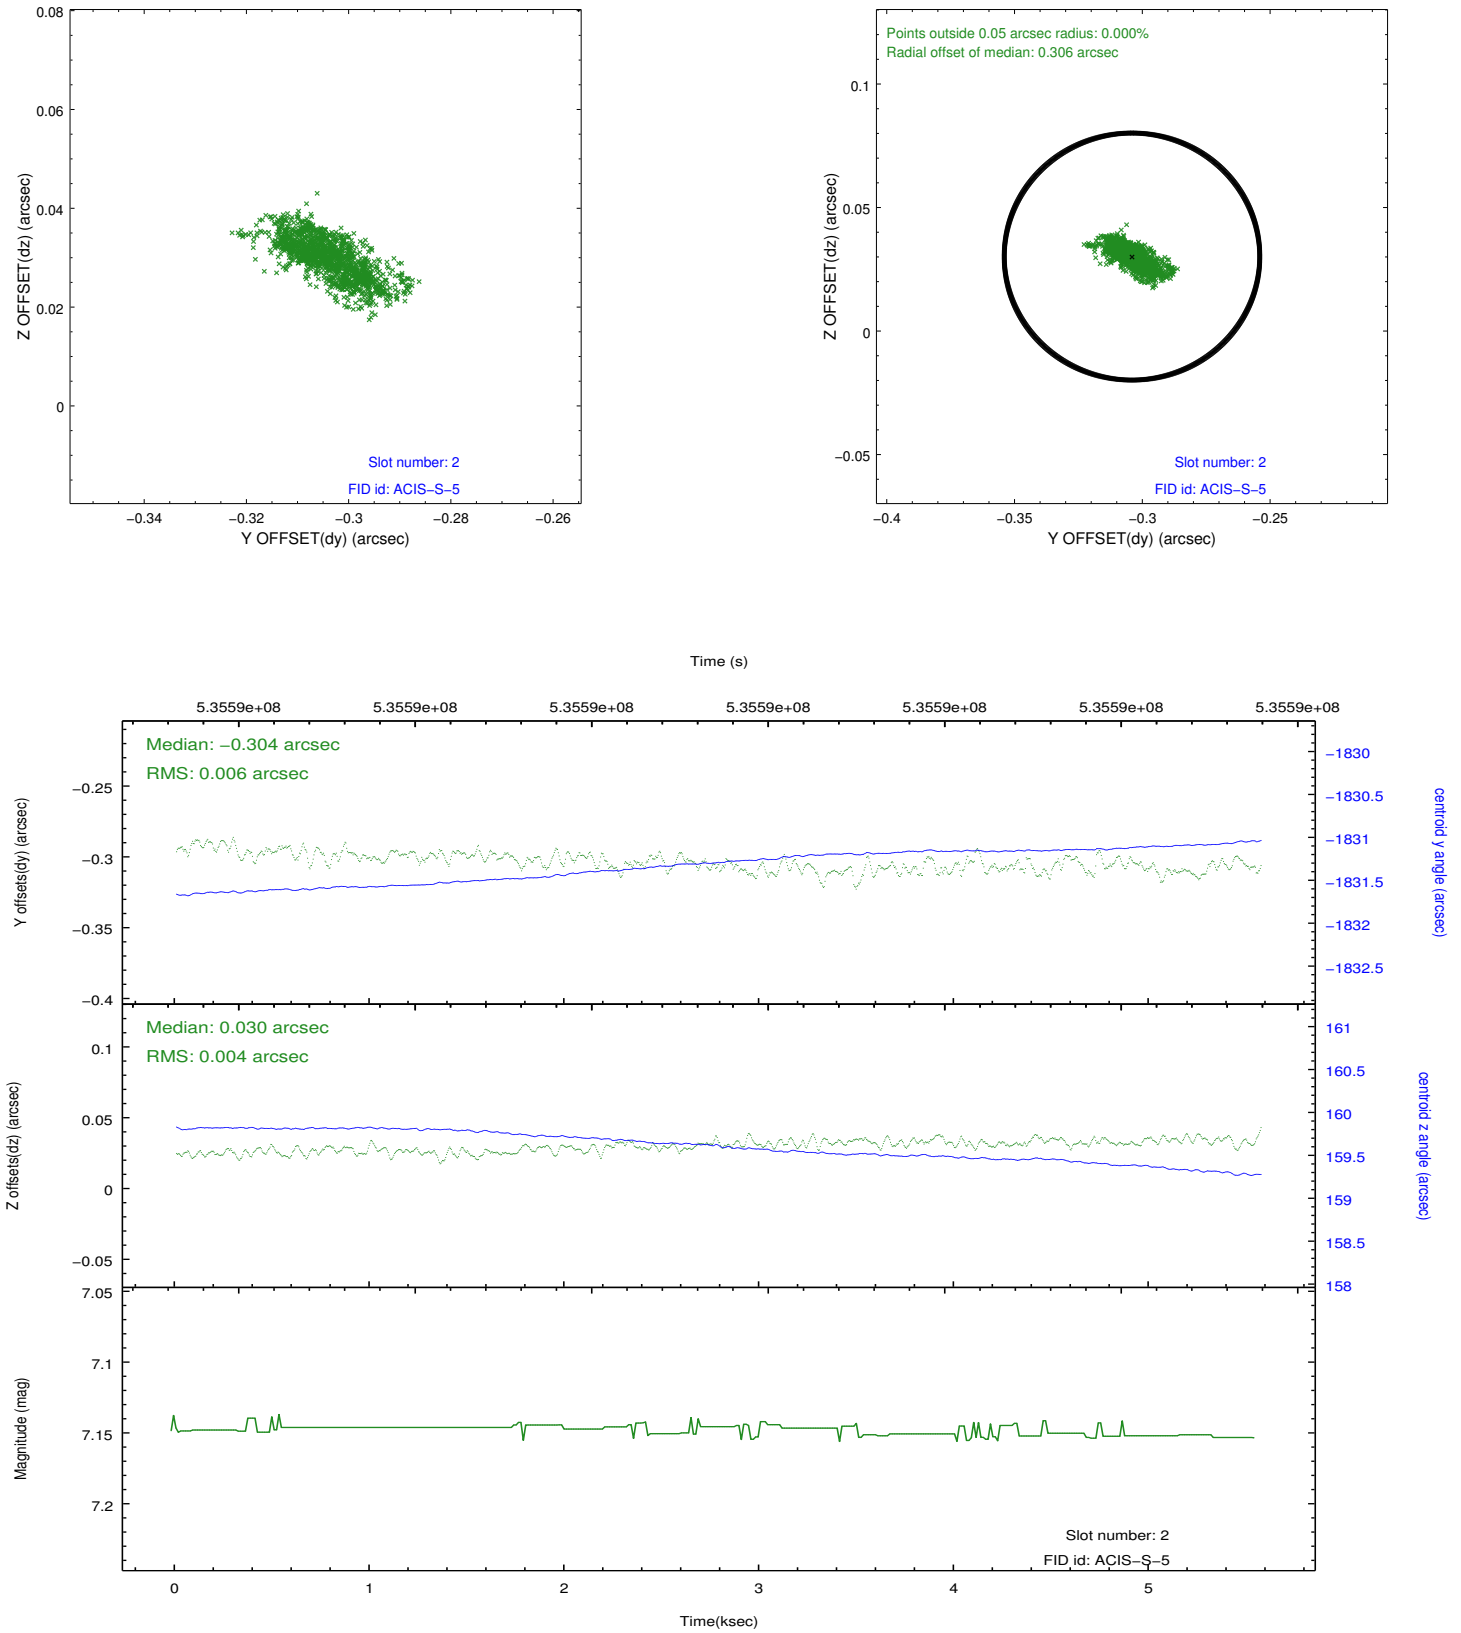 0.08
0.06
0.04
0.02
0
Z OFFSET(dz) (arcsec)
Slot number: 2
FID id: ACIS−S−5
−0.34 −0.32 −0.3 −0.28 −0.26
Y OFFSET(dy) (arcsec)
Points outside 0.05 arcsec radius: 0.000%
Radial offset of median: 0.306 arcsec
0.1
0.05
0
−0.05
Z OFFSET(dz) (arcsec)
Slot number: 2
FID id: ACIS−S−5
−0.4 −0.35 −0.3 −0.25
Y OFFSET(dy) (arcsec)
Time (s)
5.3559e+08 5.3559e+08 5.3559e+08 5.3559e+08 5.3559e+08 5.3559e+08 5.3559e+08
Median: −0.304 arcsec
RMS: 0.006 arcsec
−0.25
−0.3
−0.35
−0.4
Y offsets(dy) (arcsec)
−1830
−1830.5
−1831
−1831.5
−1832
−1832.5
centroid y angle (arcsec)
Median: 0.030 arcsec
RMS: 0.004 arcsec
0.1
0.05
0
−0.05
Z offsets(dz) (arcsec)
161
160.5
160
159.5
159
158.5
158
centroid z angle (arcsec)
7.05
7.1
7.15
7.2
Magnitude (mag)
Slot number: 2
FID id: ACIS−S−5
0 1 2 3 4 5
Time(ksec)